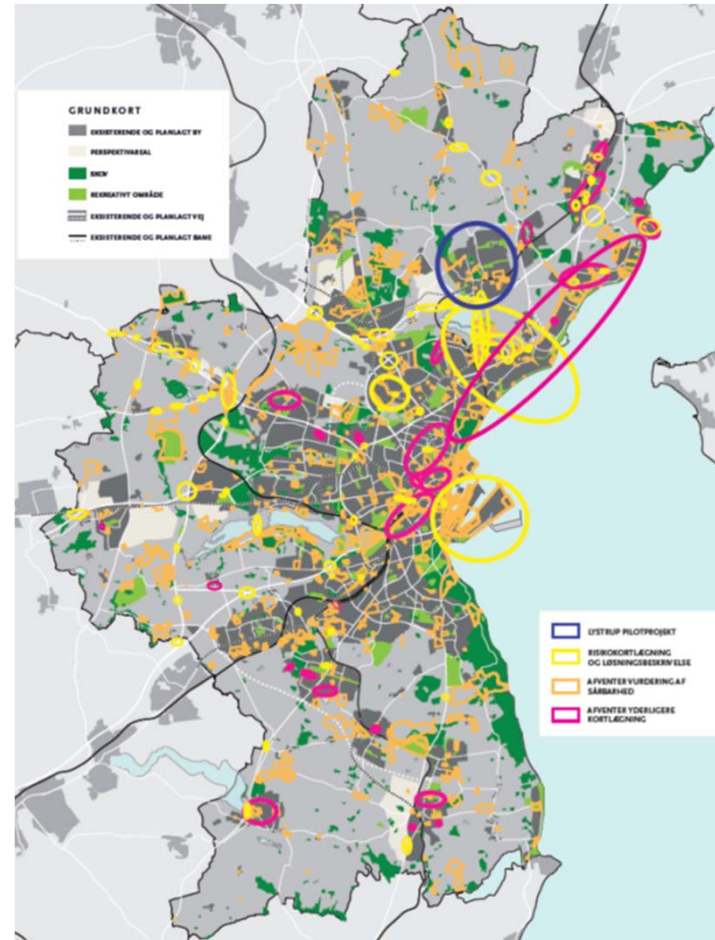 GRUNDKORT
EKSISTERENDE OG PLANLAGT BY
PERSPEKTIVAREAL
SKOV
REKREATIVT OMRÅDE
EKSISTERENDE OG PLANLAGT VEJ
EKSISTERENDE OG PLANLAGT BANE
LYSTRUP PILOTPROJEKT
RISIKOKORTLÆGNING
OG LØSNINGSBESKRIVELSE
AFVENTER VURDERING AF
SÅRBARHED
AFVENTER YDERLIGERE
KORTLÆGNING